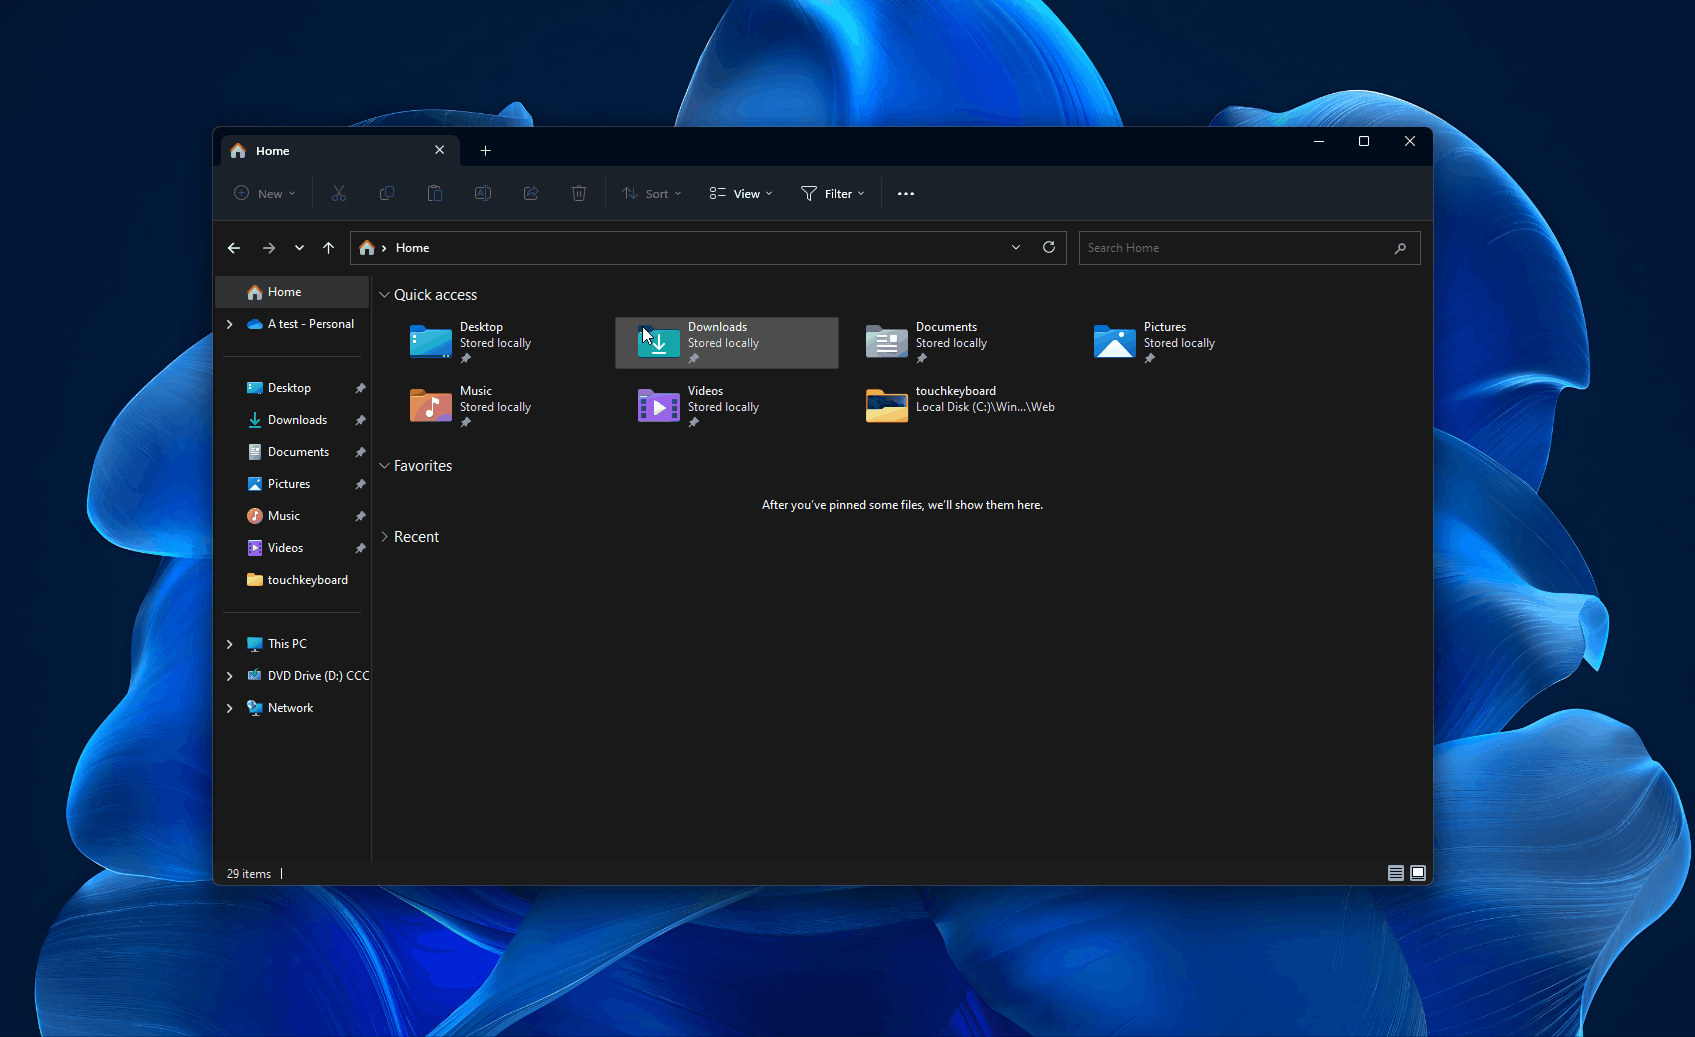 Home
New
Sort
View
Filter
Home
Search Home
Home
A test - Personal
Desktop
Downloads
Documents
Pictures
Music
Videos
touchkeyboard
This PC
DVD Drive (D:) CCC
Network
Quick access
Desktop
Stored locally
Downloads
Stored locally
Documents
Stored locally
Pictures
Stored locally
Music
Stored locally
Videos
Stored locally
touchkeyboard
Local Disk (C:)\Win...\Web
Favorites
After you've pinned some files, we'll show them here.
Recent
29 items